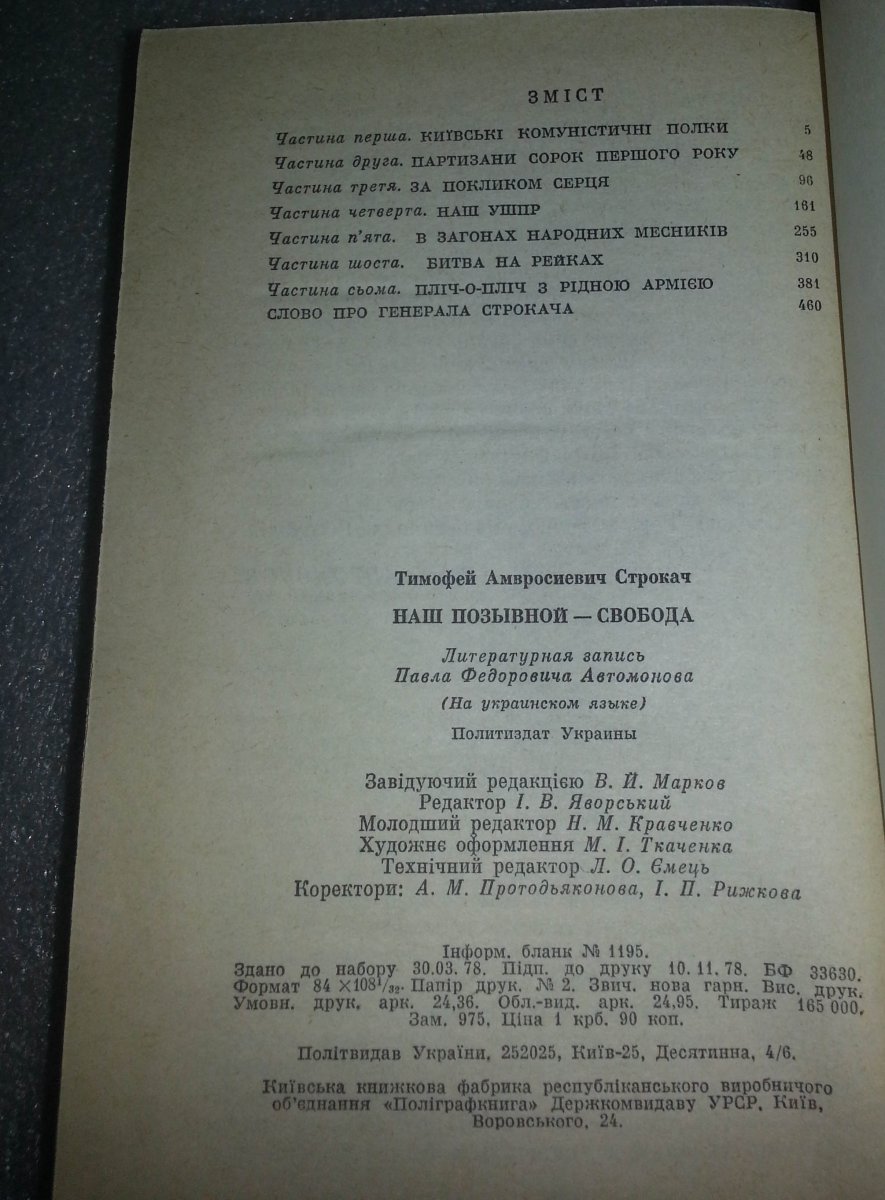 ЗМІСТ
Частина перша. КИЇВСЬКІ КОМУНІСТИЧНІ ПОЛКИ 5
Частина друга. ПАРТИЗАНИ СОРОК ПЕРШОГО РОКУ 48
Частина третя. ЗА ПОКЛИКОМ СЕРЦЯ 96
Частина четверта. НАШ УШПР 161
Частина п'ята. В ЗАГОНАХ НАРОДНИХ МЕСНИКІВ 255
Частина шоста. БИТВА НА РЕЙКАХ 310
Частина сьома. ПЛІЧ-О-ПЛІЧ З РІДНОЮ АРМІЄЮ 381
СЛОВО ПРО ГЕНЕРАЛА СТРОКАЧА 460
Тимофей Амвросиевич Строкач
НАШ ПОЗЫВНОЙ — СВОБОДА
Литературная запись
Павла Федоровича Автомонова
(На украинском языке)
Политиздат Украины
Завідуючий редакцією В. Й. Марков
Редактор І. В. Яворський
Молодший редактор Н. М. Кравченко
Художнє оформлення М. І. Ткаченка
Технічний редактор Л. О. Ємець
Коректори: А. М. Протодьяконова, І. П. Рижкова
Інформ. бланк № 1195.
Здано до набору 30.03.78. Підп. до друку 10.11.78. БФ 33630.
Формат 84×108¹/₃₂. Папір друк. № 2. Звич. нова гарн. Вис. друк.
Умовн. друк. арк. 24,36. Обл.-вид. арк. 24,95. Тираж 165 000.
Зам. 975. Ціна 1 крб. 90 коп.
Політвидав України, 252025, Київ-25, Десятинна, 4/6.
Київська книжкова фабрика республіканського виробничого
об'єднання «Поліграфкнига» Держкомвидаву УРСР, Київ,
Воровського, 24.